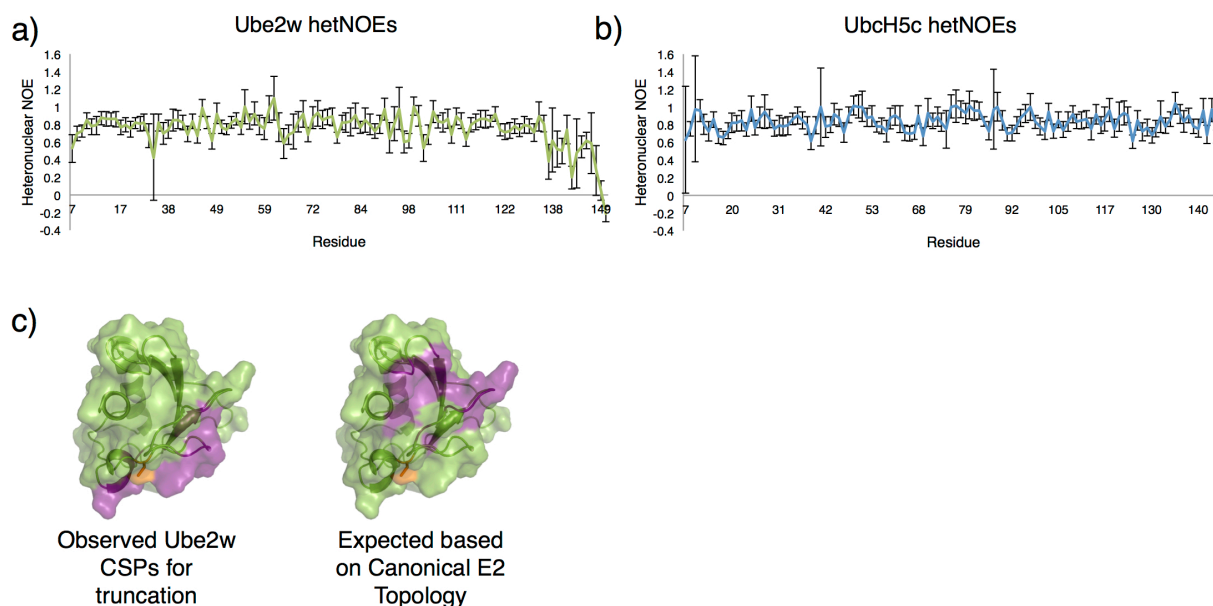 a)
Ube2w hetNOEs
Heteronuclear NOE
1.6
1.4
1.2
1
0.8
0.6
0.4
0.2
0
-0.2
-0.4
7 17 38 49 59 72 84 98 111 122 138 149
Residue
b)
UbcH5c hetNOEs
Heteronuclear NOE
1.6
1.4
1.2
1
0.8
0.6
0.4
0.2
0
-0.2
-0.4
7 20 31 42 53 68 79 92 105 117 130 140
Residue
c)
Observed Ube2w
CSPs for
truncation
Expected based
on Canonical E2
Topology